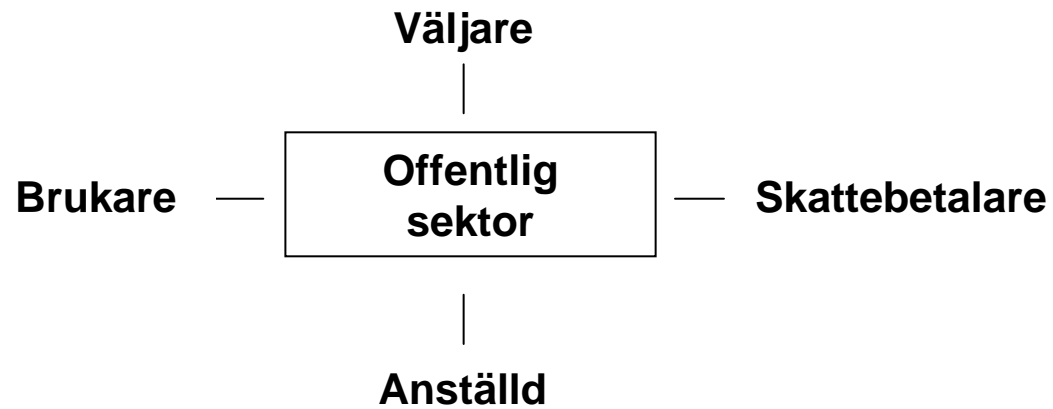 Väljare
Brukare
Offentlig
sektor
Skattebetalare
Anställd